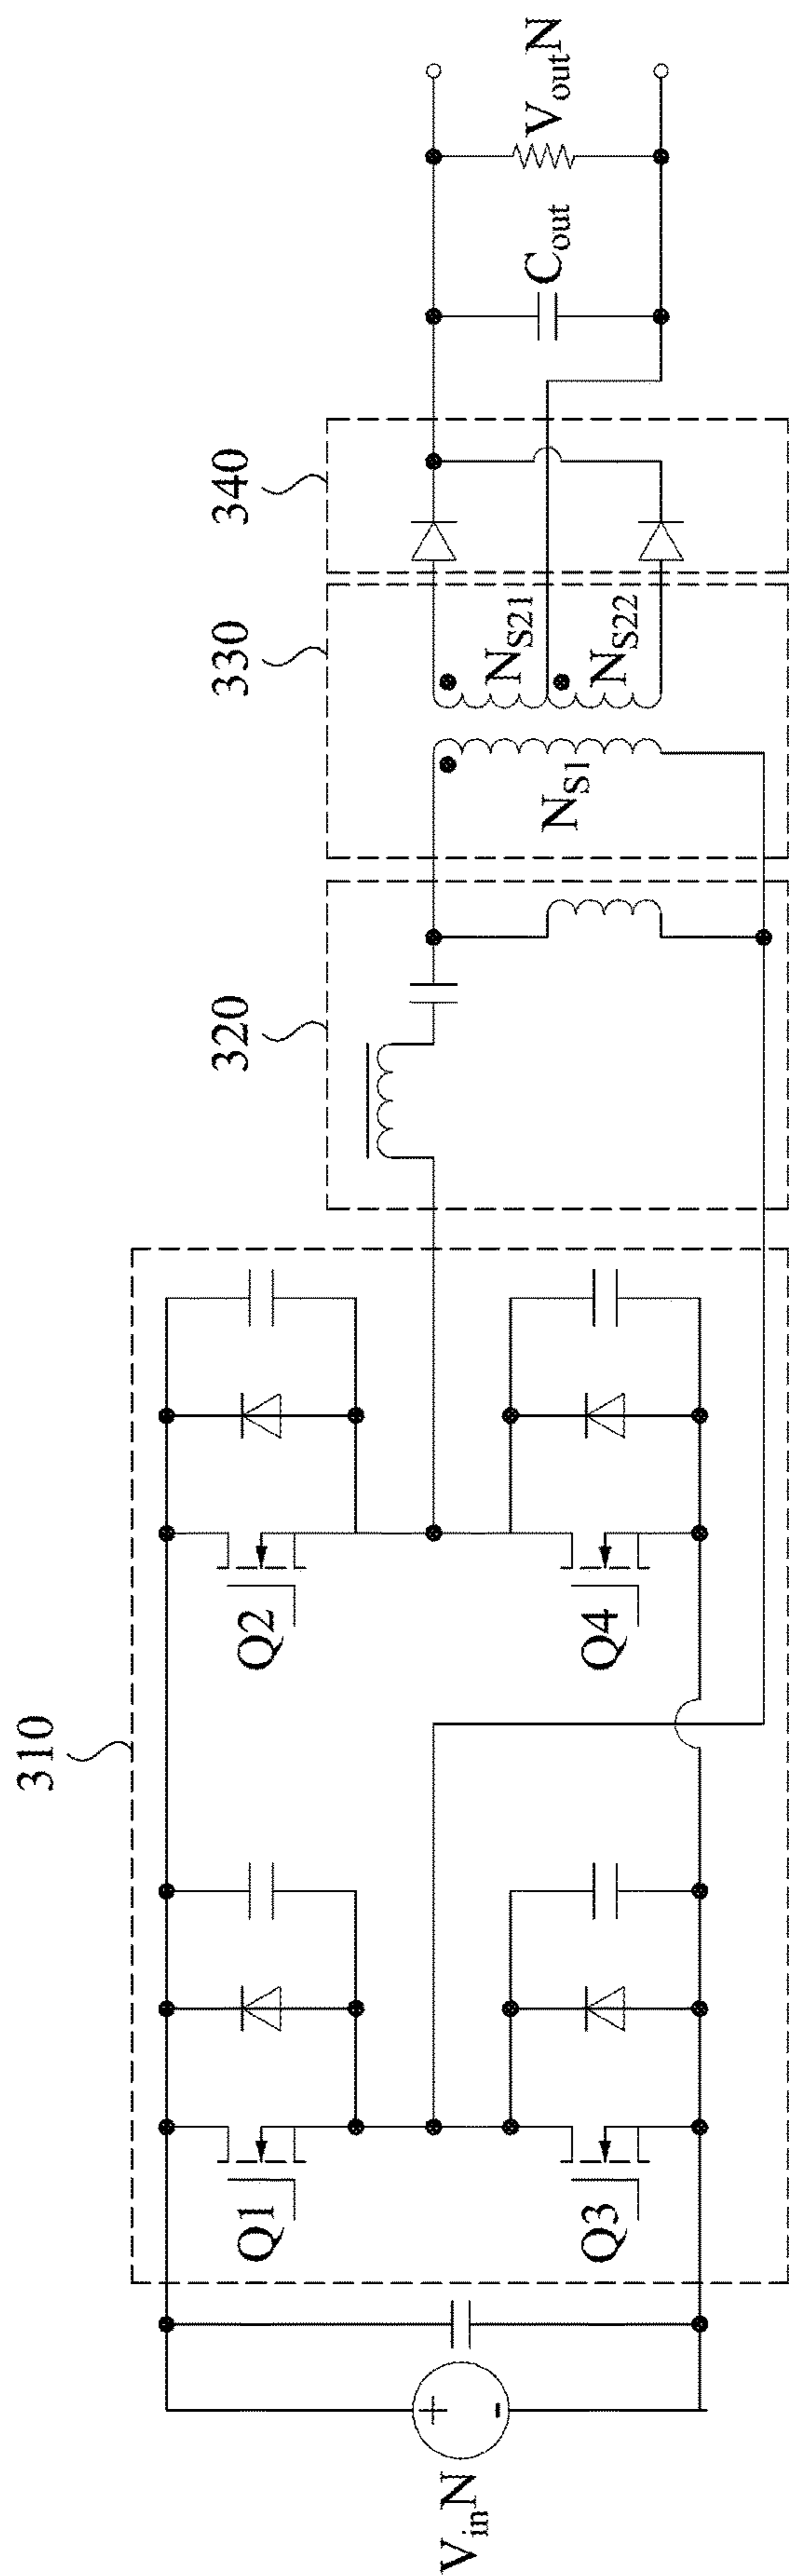 310
320
330
340
Q1
Q2
Q3
Q4
VinN
+
-
NS1
NS21
NS22
Cout
VoutN